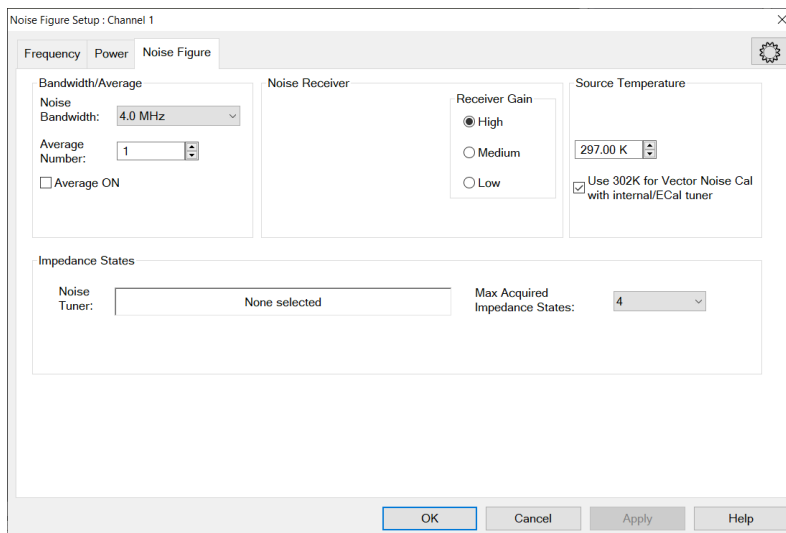 Noise Figure Setup : Channel 1
Frequency
Power
Noise Figure
Bandwidth/Average
Noise
Bandwidth:
4.0 MHz
Average
Number:
1
Average ON
Noise Receiver
Receiver Gain
High
Medium
Low
Source Temperature
297.00 K
Use 302K for Vector Noise Cal
with internal/ECal tuner
Impedance States
Noise
Tuner:
None selected
Max Acquired
Impedance States:
4
OK
Cancel
Apply
Help